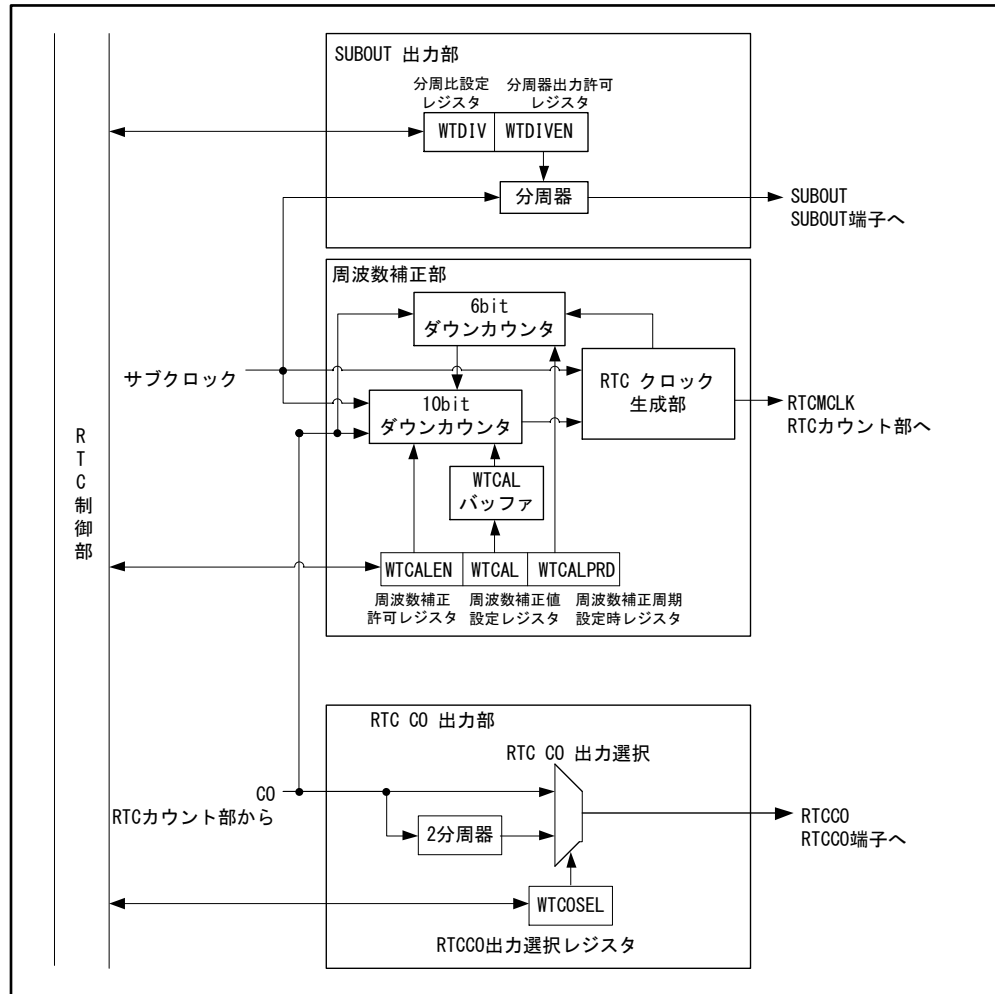 SUBOUT 出力部
分周比設定
レジスタ
分周器出力許可
レジスタ
WTDIV
WTDIVEN
分周器
SUBOUT
SUBOUT端子へ
周波数補正部
6bit
ダウンカウンタ
サブクロック
RTC クロック
生成部
10bit
ダウンカウンタ
RTCMCLK
RTCカウント部へ
RTC制御部
WTCAL
バッファ
WTCALEN
WTCAL
WTCALPRD
周波数補正
許可レジスタ
周波数補正値
設定レジスタ
周波数補正周期
設定時レジスタ
RTC CO 出力部
RTC CO 出力選択
CO
RTCカウント部から
2分周器
RTCCO
RTCCO端子へ
WTCOSEL
RTCCO出力選択レジスタ